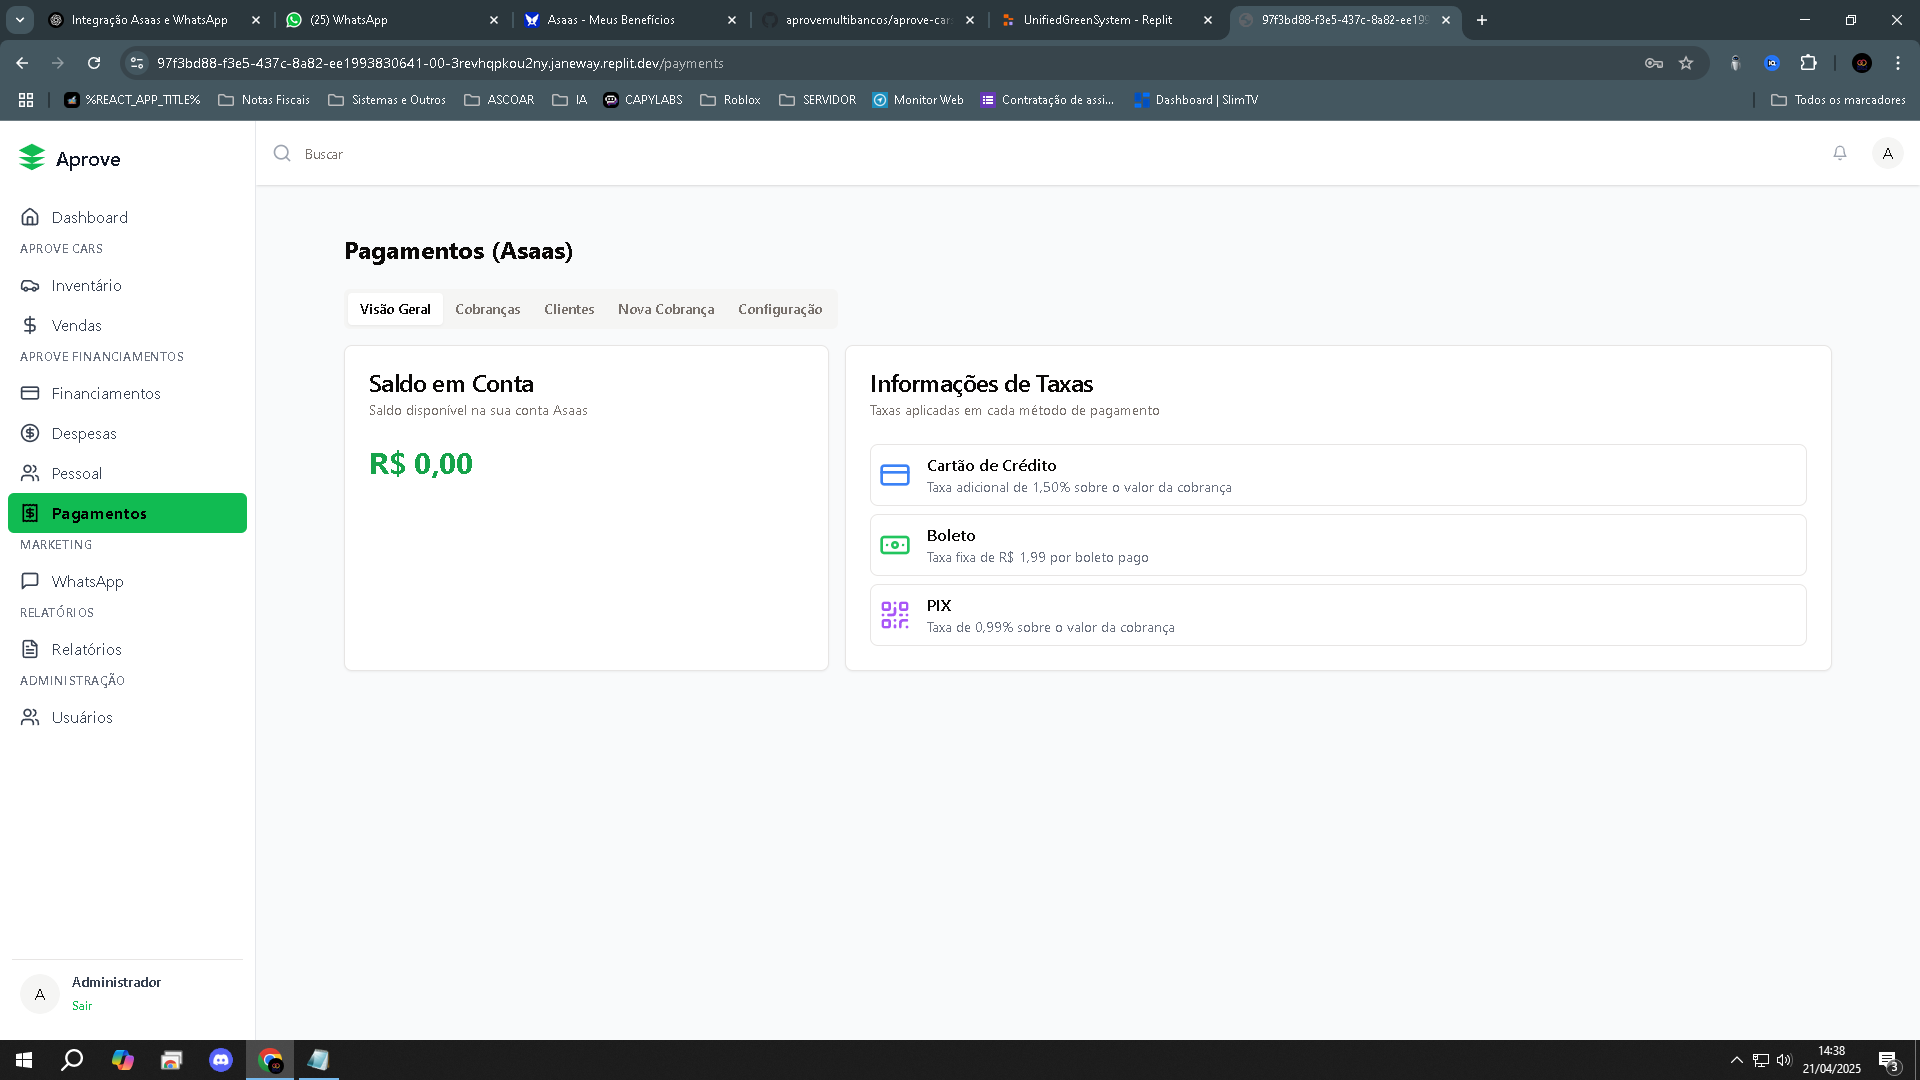 Integração Asaas e WhatsApp
(25) WhatsApp
Asaas - Meus Benefícios
aprovemultibancos/aprove-car
UnifiedGreenSystem - Replit
97f3bd88-f3e5-437c-8a82-ee199
97f3bd88-f3e5-437c-8a82-ee1993830641-00-3revhqpkou2ny.janeway.replit.dev/payments
%REACT_APP_TITLE%
Notas Fiscais
Sistemas e Outros
ASCOAR
IA
CAPYLABS
Roblox
SERVIDOR
Monitor Web
Contratação de assi...
Dashboard | SlimTV
Todos os marcadores
Aprove
Buscar
A
Dashboard
APROVE CARS
Inventário
Vendas
APROVE FINANCIAMENTOS
Financiamentos
Despesas
Pessoal
Pagamentos
MARKETING
WhatsApp
RELATÓRIOS
Relatórios
ADMINISTRAÇÃO
Usuários
A
Administrador
Sair
Pagamentos (Asaas)
Visão Geral
Cobranças
Clientes
Nova Cobrança
Configuração
Saldo em Conta
Saldo disponível na sua conta Asaas
R$ 0,00
Informações de Taxas
Taxas aplicadas em cada método de pagamento
Cartão de Crédito
Taxa adicional de 1,50% sobre o valor da cobrança
Boleto
Taxa fixa de R$ 1,99 por boleto pago
PIX
Taxa de 0,99% sobre o valor da cobrança
14:38
21/04/2025
3